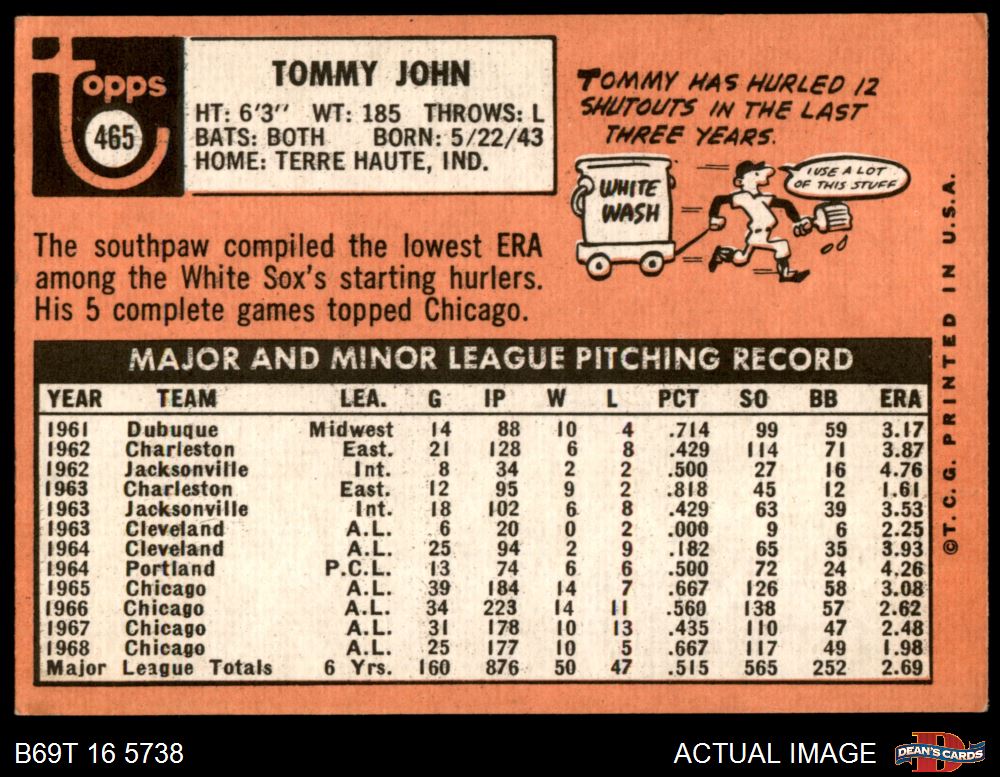 Topps
465
TOMMY JOHN
HT: 6'3" WT: 185 THROWS: L
BATS: BOTH BORN: 5/22/43
HOME: TERRE HAUTE, IND.
TOMMY HAS HURLED 12
SHUTOUTS IN THE LAST
THREE YEARS.
WHITE
WASH
I USE A LOT
OF THIS STUFF
The southpaw compiled the lowest ERA
among the White Sox's starting hurlers.
His 5 complete games topped Chicago.
MAJOR AND MINOR LEAGUE PITCHING RECORD
YEAR TEAM LEA. G IP W L PCT SO BB ERA
1961 Dubuque Midwest 14 88 10 4 .714 99 59 3.17
1962 Charleston East. 21 128 6 8 .429 114 71 3.87
1962 Jacksonville Int. 8 34 2 2 .500 27 16 4.76
1963 Charleston East. 12 95 9 2 .818 45 12 1.61
1963 Jacksonville Int. 18 102 6 8 .429 63 39 3.53
1963 Cleveland A.L. 6 20 0 2 .000 9 6 2.25
1964 Cleveland A.L. 25 94 2 9 .182 65 35 3.93
1964 Portland P.C.L. 13 74 6 6 .500 72 24 4.26
1965 Chicago A.L. 39 184 14 7 .667 126 58 3.08
1966 Chicago A.L. 34 223 14 11 .560 138 57 2.62
1967 Chicago A.L. 31 178 10 13 .435 110 47 2.48
1968 Chicago A.L. 25 177 10 5 .667 117 49 1.98
Major League Totals 6 Yrs. 160 876 50 47 .515 565 252 2.69
©T.C.G. PRINTED IN U.S.A.
B69T 16 5738
ACTUAL IMAGE
D
DEAN'S CARDS